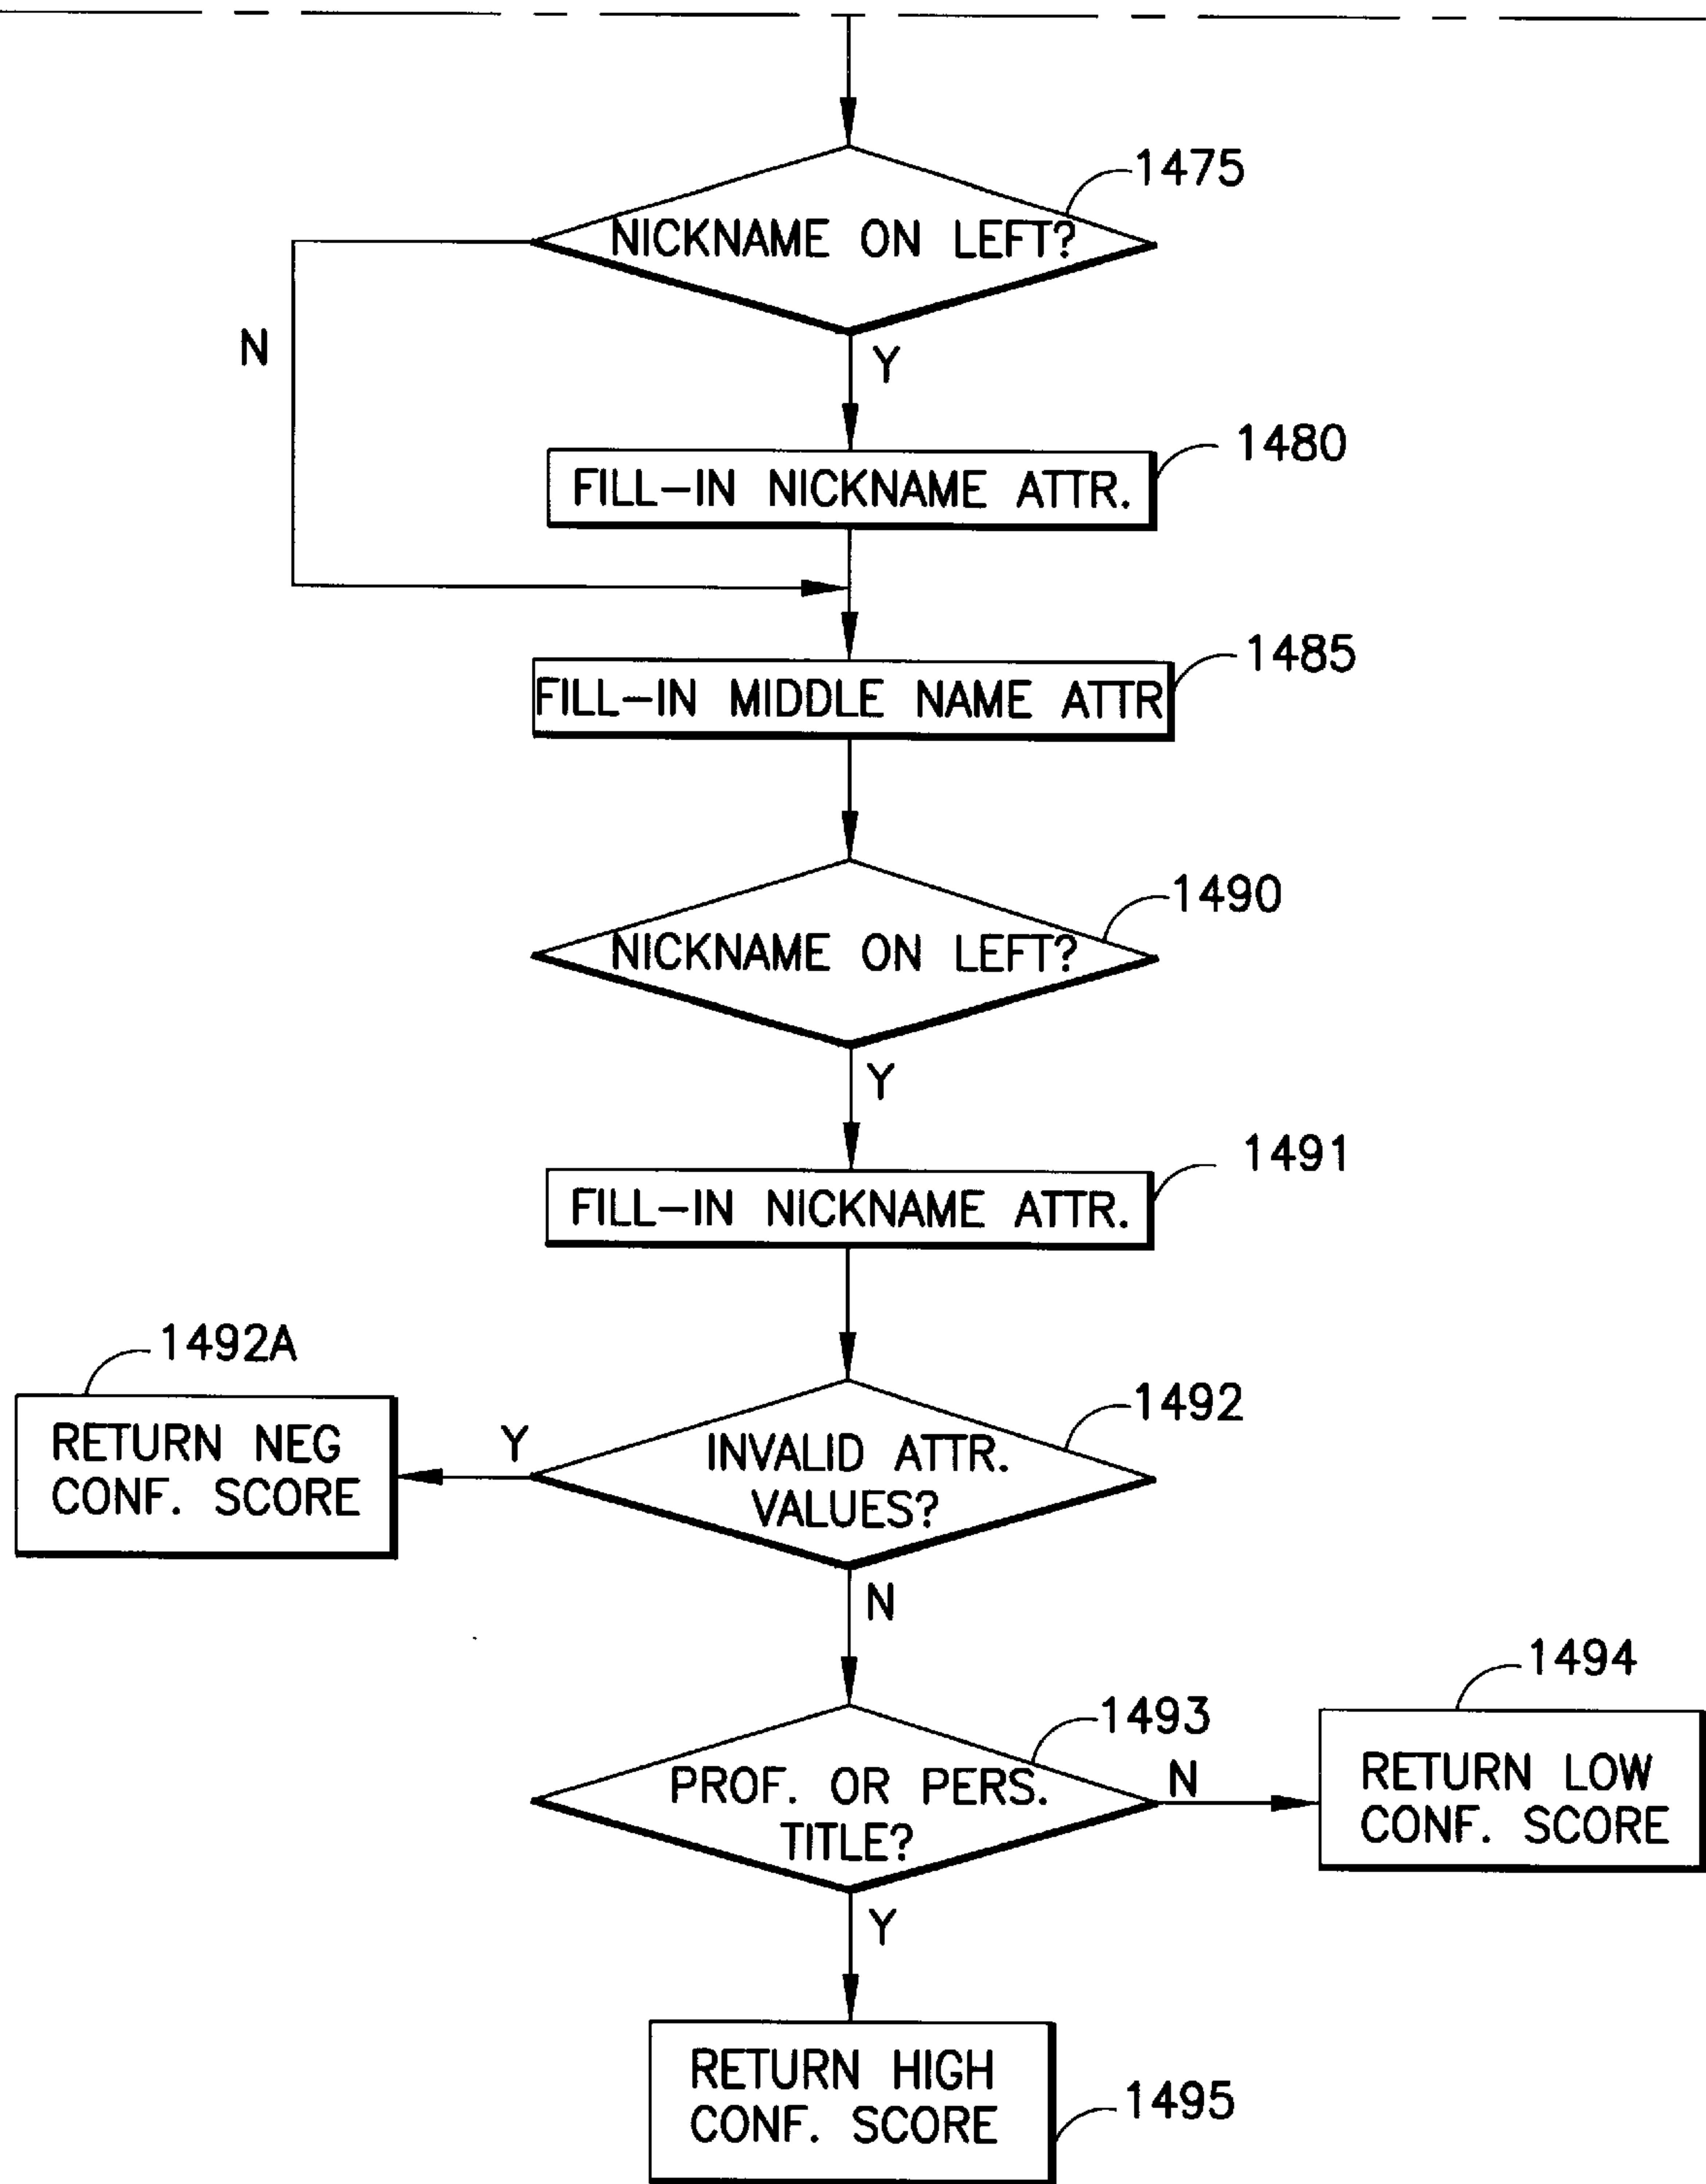 1475
NICKNAME ON LEFT?
N
Y
1480
FILL-IN NICKNAME ATTR.
1485
FILL-IN MIDDLE NAME ATTR
1490
NICKNAME ON LEFT?
Y
1491
FILL-IN NICKNAME ATTR.
1492A
RETURN NEG
CONF. SCORE
Y
1492
INVALID ATTR.
VALUES?
N
1493
PROF. OR PERS.
TITLE?
N
1494
RETURN LOW
CONF. SCORE
Y
RETURN HIGH
CONF. SCORE
1495